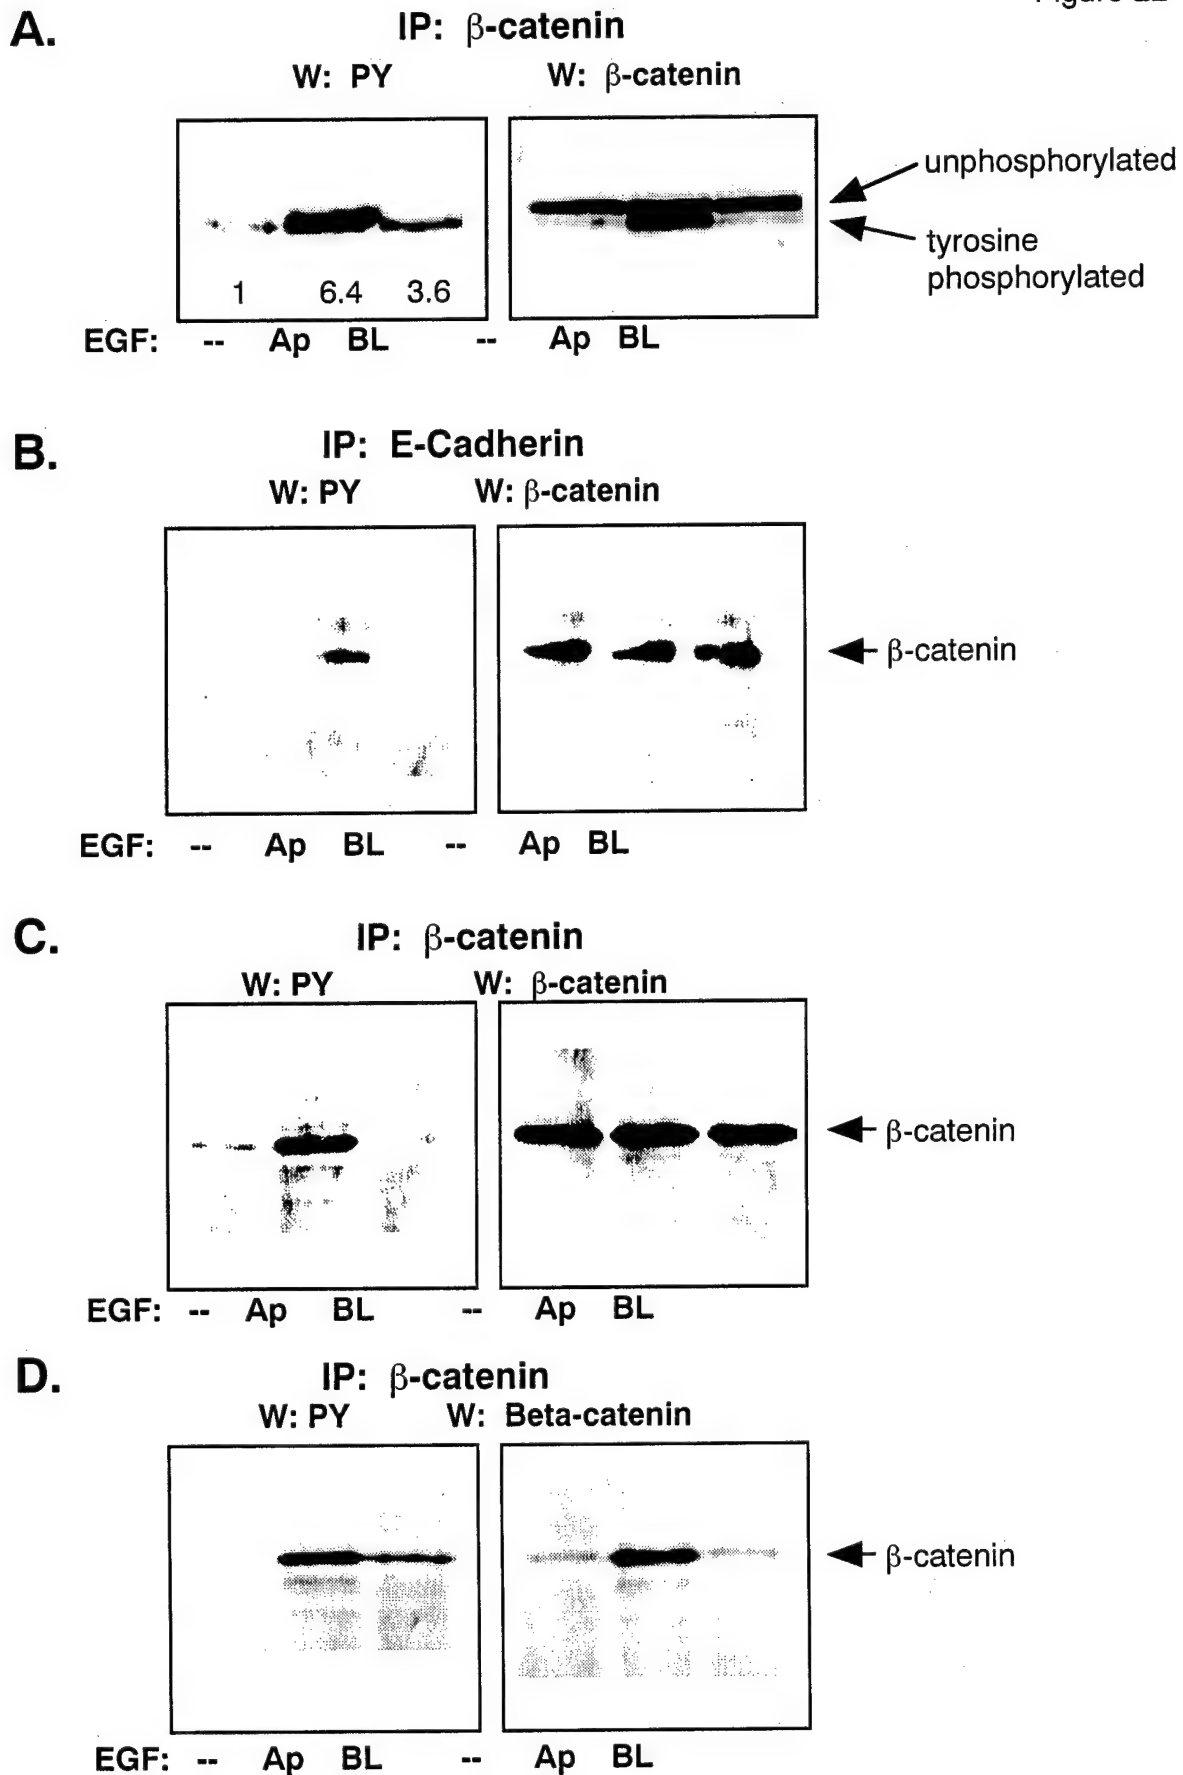 A.
IP: β-catenin
W: PY W: β-catenin
unphosphorylated
tyrosine
phosphorylated
1 6.4 3.6
EGF: -- Ap BL -- Ap BL
B.
IP: E-Cadherin
W: PY W: β-catenin
β-catenin
EGF: -- Ap BL -- Ap BL
C.
IP: β-catenin
W: PY W: β-catenin
β-catenin
EGF: -- Ap BL -- Ap BL
D.
IP: β-catenin
W: PY W: Beta-catenin
β-catenin
EGF: -- Ap BL -- Ap BL